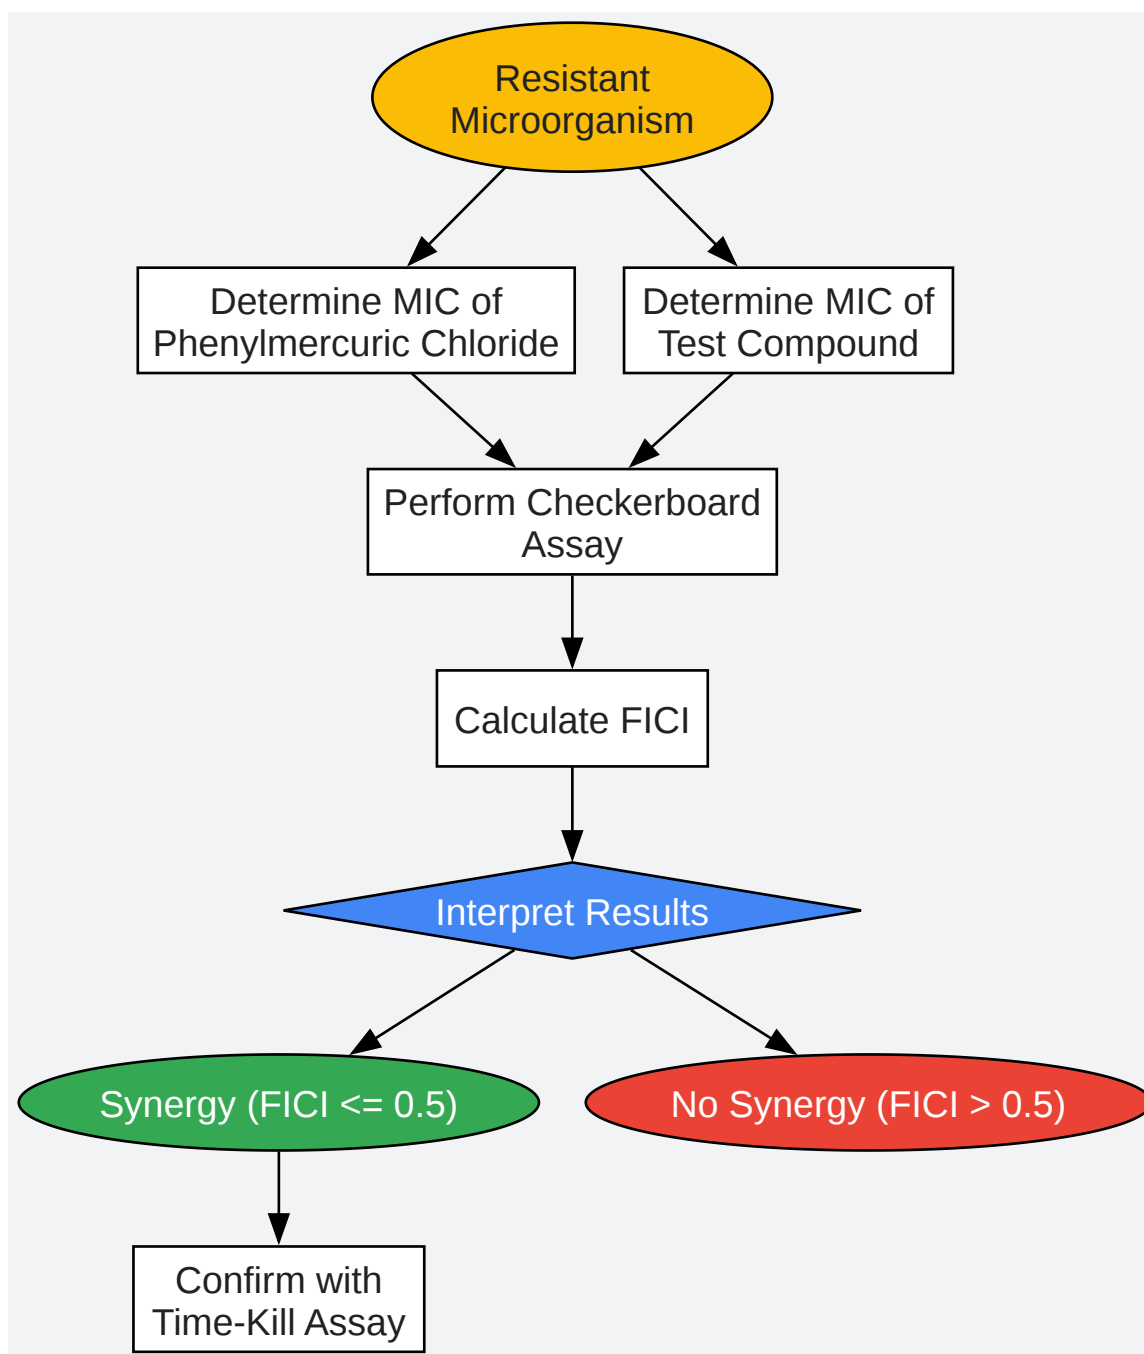 Resistant
Microorganism
Determine MIC of
Phenylmercuric Chloride
Determine MIC of
Test Compound
Perform Checkerboard
Assay
Calculate FICI
Interpret Results
Synergy (FICI <= 0.5)
No Synergy (FICI > 0.5)
Confirm with
Time-Kill Assay